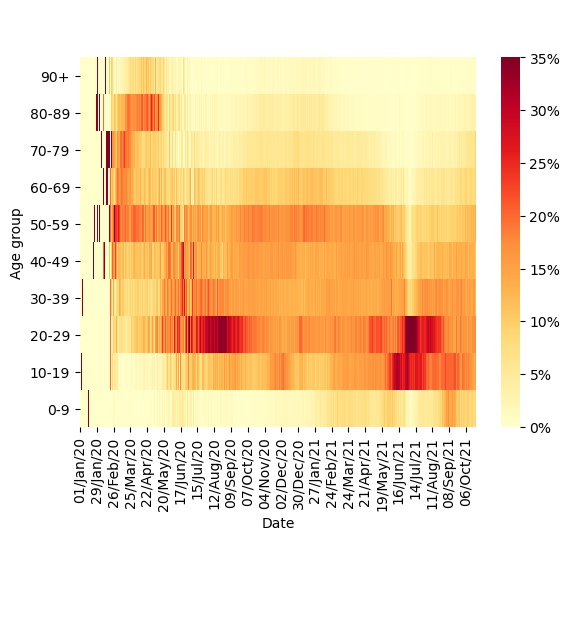 90+
80-89
70-79
60-69
50-59
40-49
30-39
20-29
10-19
0-9
Age group
01/Jan/20
29/Jan/20
26/Feb/20
25/Mar/20
22/Apr/20
20/May/20
17/Jun/20
15/Jul/20
12/Aug/20
09/Sep/20
07/Oct/20
04/Nov/20
02/Dec/20
30/Dec/20
27/Jan/21
24/Feb/21
24/Mar/21
21/Apr/21
19/May/21
16/Jun/21
14/Jul/21
11/Aug/21
08/Sep/21
06/Oct/21
Date
35%
30%
25%
20%
15%
10%
5%
0%